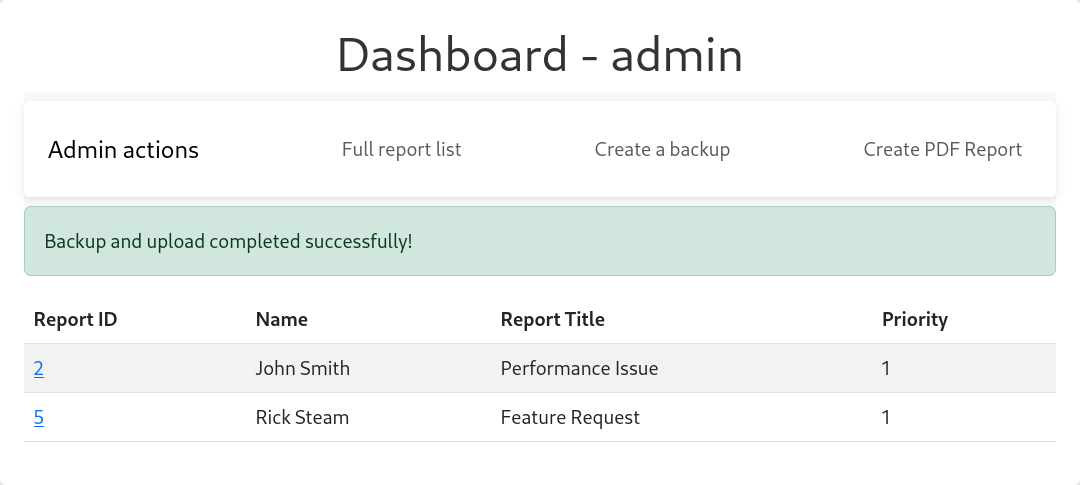 Dashboard - admin
Admin actions Full report list Create a backup Create PDF Report
Backup and upload completed successfully!
Report ID Name Report Title Priority
2 John Smith Performance Issue 1
5 Rick Steam Feature Request 1